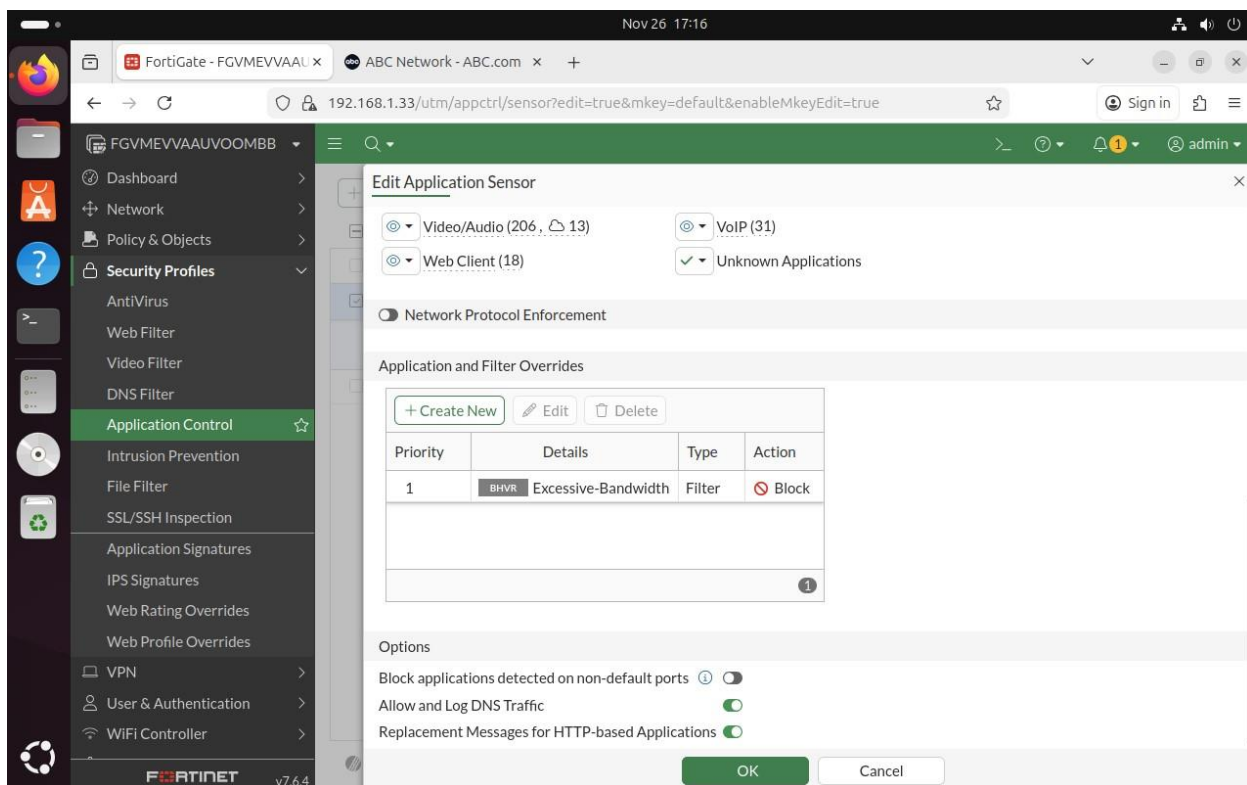 Nov 26 17:16
FortiGate - FGVMEVVAAU
ABC Network - ABC.com
192.168.1.33/utm/appctrl/sensor?edit=true&mkey=default&enableMkeyEdit=true
Sign in
FGVMEVVAAUVOOMBB
1
admin
Dashboard
Network
Policy & Objects
Security Profiles
AntiVirus
Web Filter
Video Filter
DNS Filter
Application Control
Intrusion Prevention
File Filter
SSL/SSH Inspection
Application Signatures
IPS Signatures
Web Rating Overrides
Web Profile Overrides
VPN
User & Authentication
WiFi Controller
FORTINET v7.6.4
Edit Application Sensor
Video/Audio (206, 13) VoIP (31)
Web Client (18) Unknown Applications
Network Protocol Enforcement
Application and Filter Overrides
+ Create New Edit Delete
Priority Details Type Action
1 BHVR Excessive-Bandwidth Filter Block
1
Options
Block applications detected on non-default ports
Allow and Log DNS Traffic
Replacement Messages for HTTP-based Applications
OK Cancel